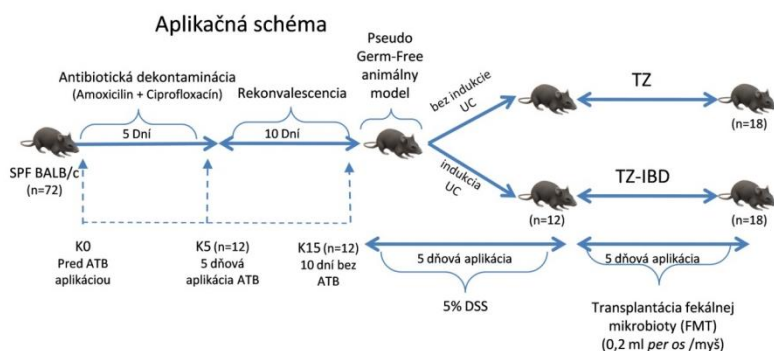 Aplikačná schéma
Antibiotická dekontaminácia
(Amoxicilin + Ciprofloxacín)
5 Dní
Rekonvalescencia
10 Dní
Pseudo
Germ-Free
animálny
model
SPF BALB/c
(n=72)
bez indukcie
UC
indukcia
UC
TZ
(n=18)
TZ-IBD
(n=12)
(n=18)
K0
Pred ATB
aplikáciou
K5 (n=12)
5 dňová
aplikácia ATB
K15 (n=12)
10 dní bez
ATB
5 dňová aplikácia
5% DSS
5 dňová aplikácia
Transplantácia fekálnej
mikrobioty (FMT)
(0,2 ml per os /myš)